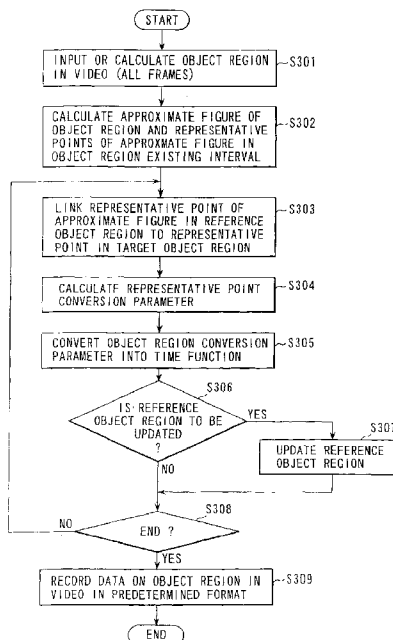 START
INPUT OR CALCULATE OBJECT REGION
IN VIDEO (ALL FRAMES)
S301
CALCULATE APPROXIMATE FIGURE OF
OBJECT REGION AND REPRESENTATIVE
POINTS OF APPROXMATE FIGURE IN
OBJECT REGION EXISTING INTERVAL
S302
LINK REPRESENTATIVE POINT OF
APPROXIMATE FIGURE IN REFERENCE
OBJECT REGION TO REPRESENTATIVE
POINT IN TARGET OBJECT REGION
S303
CALCULATE REPRESENTATIVE POINT
CONVERSION PARAMETER
S304
CONVERT OBJECT REGION CONVERSION
PARAMETER INTO TIME FUNCTION
S305
S306
IS REFERENCE
OBJECT REGION TO BE
UPDATED
?
YES
NO
S307
UPDATE REFERENCE
OBJECT REGION
S308
END ?
NO
YES
RECORD DATA ON OBJECT REGION IN
VIDEO IN PREDETERMINED FORMAT
S309
END